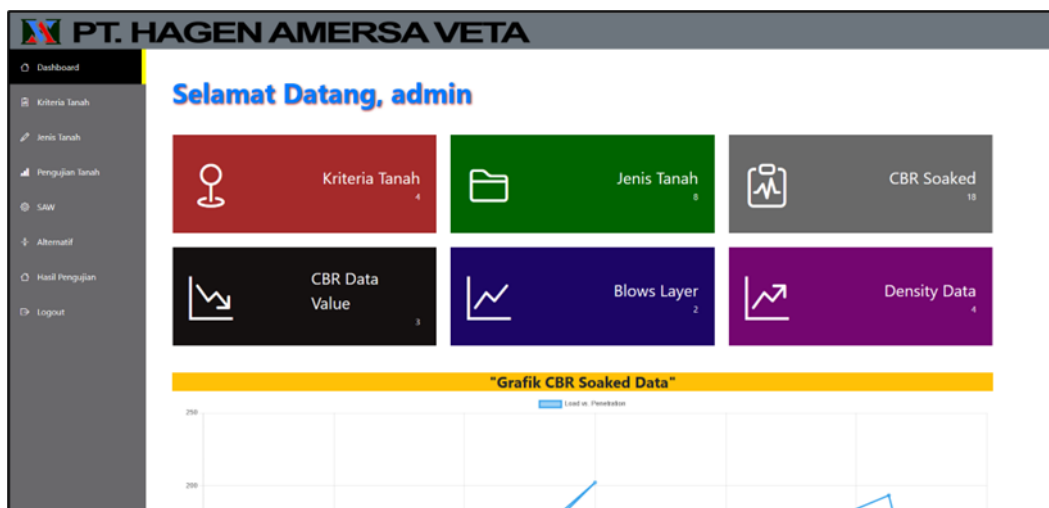 PT. HAGEN AMERSA VETA
Dashboard
Kriteria Tanah
Jenis Tanah
Pengujian Tanah
SAW
Alternatif
Hasil Pengujian
Logout
Selamat Datang, admin
Kriteria Tanah
4
Jenis Tanah
8
CBR Soaked
18
CBR Data
Value
3
Blows Layer
2
Density Data
4
"Grafik CBR Soaked Data"
Load vs. Penetration
250
200